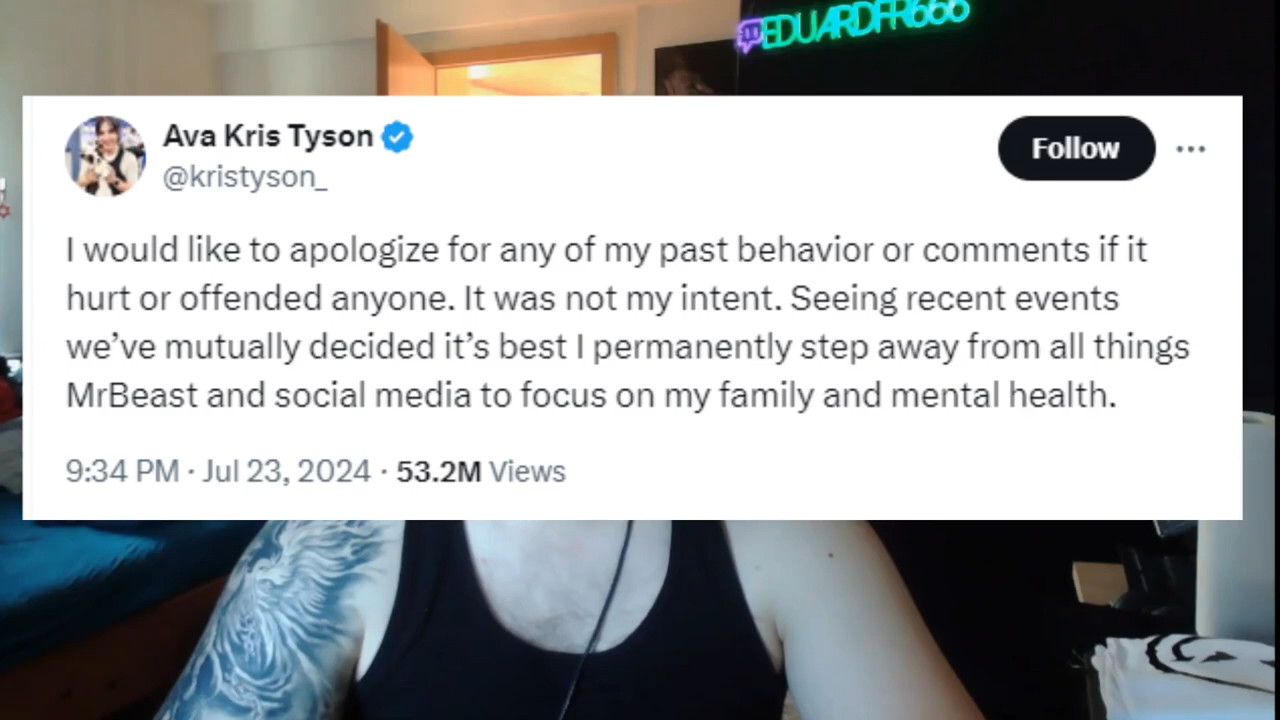 EDUARDFR666
Ava Kris Tyson
@kristyson_
Follow
I would like to apologize for any of my past behavior or comments if it
hurt or offended anyone. It was not my intent. Seeing recent events
we’ve mutually decided it’s best I permanently step away from all things
MrBeast and social media to focus on my family and mental health.
9:34 PM · Jul 23, 2024 · 53.2M Views